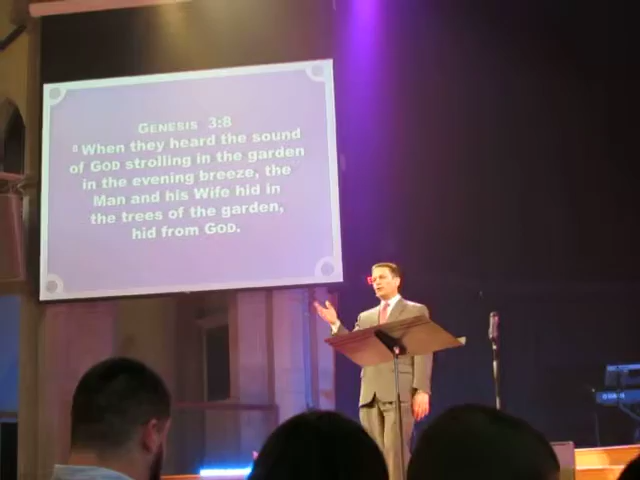 GENESIS 3:8
8 When they heard the sound
of GOD strolling in the garden
in the evening breeze, the
Man and his Wife hid in
the trees of the garden,
hid from GOD.